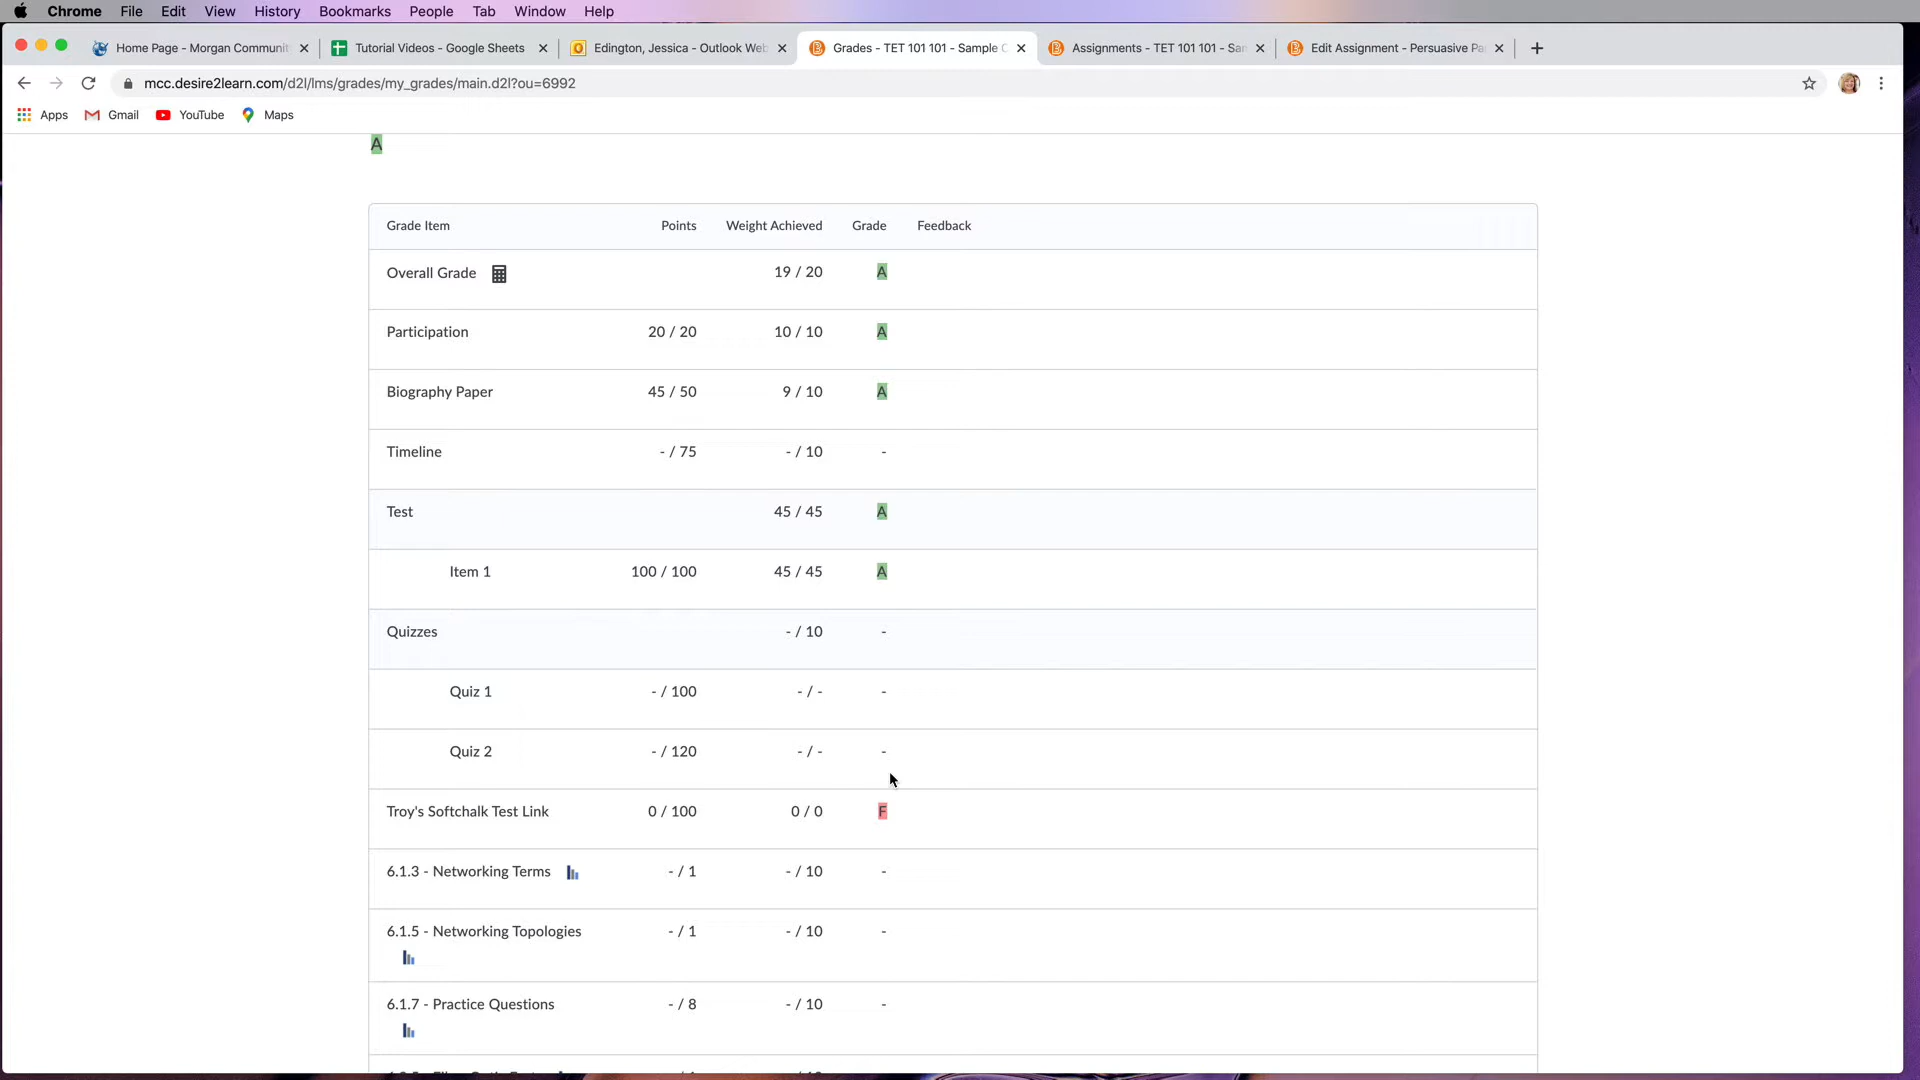 Chrome File Edit View History Bookmarks People Tab Window Help
Home Page - Morgan Communit
Tutorial Videos - Google Sheets
Edington, Jessica - Outlook Web
Grades - TET 101 101 - Sample C
Assignments - TET 101 101 - Sam
Edit Assignment - Persuasive Pa
mcc.desire2learn.com/d2l/lms/grades/my_grades/main.d2l?ou=6992
Apps Gmail YouTube Maps
A
Grade Item Points Weight Achieved Grade Feedback
Overall Grade 19 / 20 A
Participation 20 / 20 10 / 10 A
Biography Paper 45 / 50 9 / 10 A
Timeline - / 75 - / 10 -
Test 45 / 45 A
Item 1 100 / 100 45 / 45 A
Quizzes - / 10 -
Quiz 1 - / 100 - / - -
Quiz 2 - / 120 - / - -
Troy's Softchalk Test Link 0 / 100 0 / 0 F
6.1.3 - Networking Terms - / 1 - / 10 -
6.1.5 - Networking Topologies - / 1 - / 10 -
6.1.7 - Practice Questions - / 8 - / 10 -